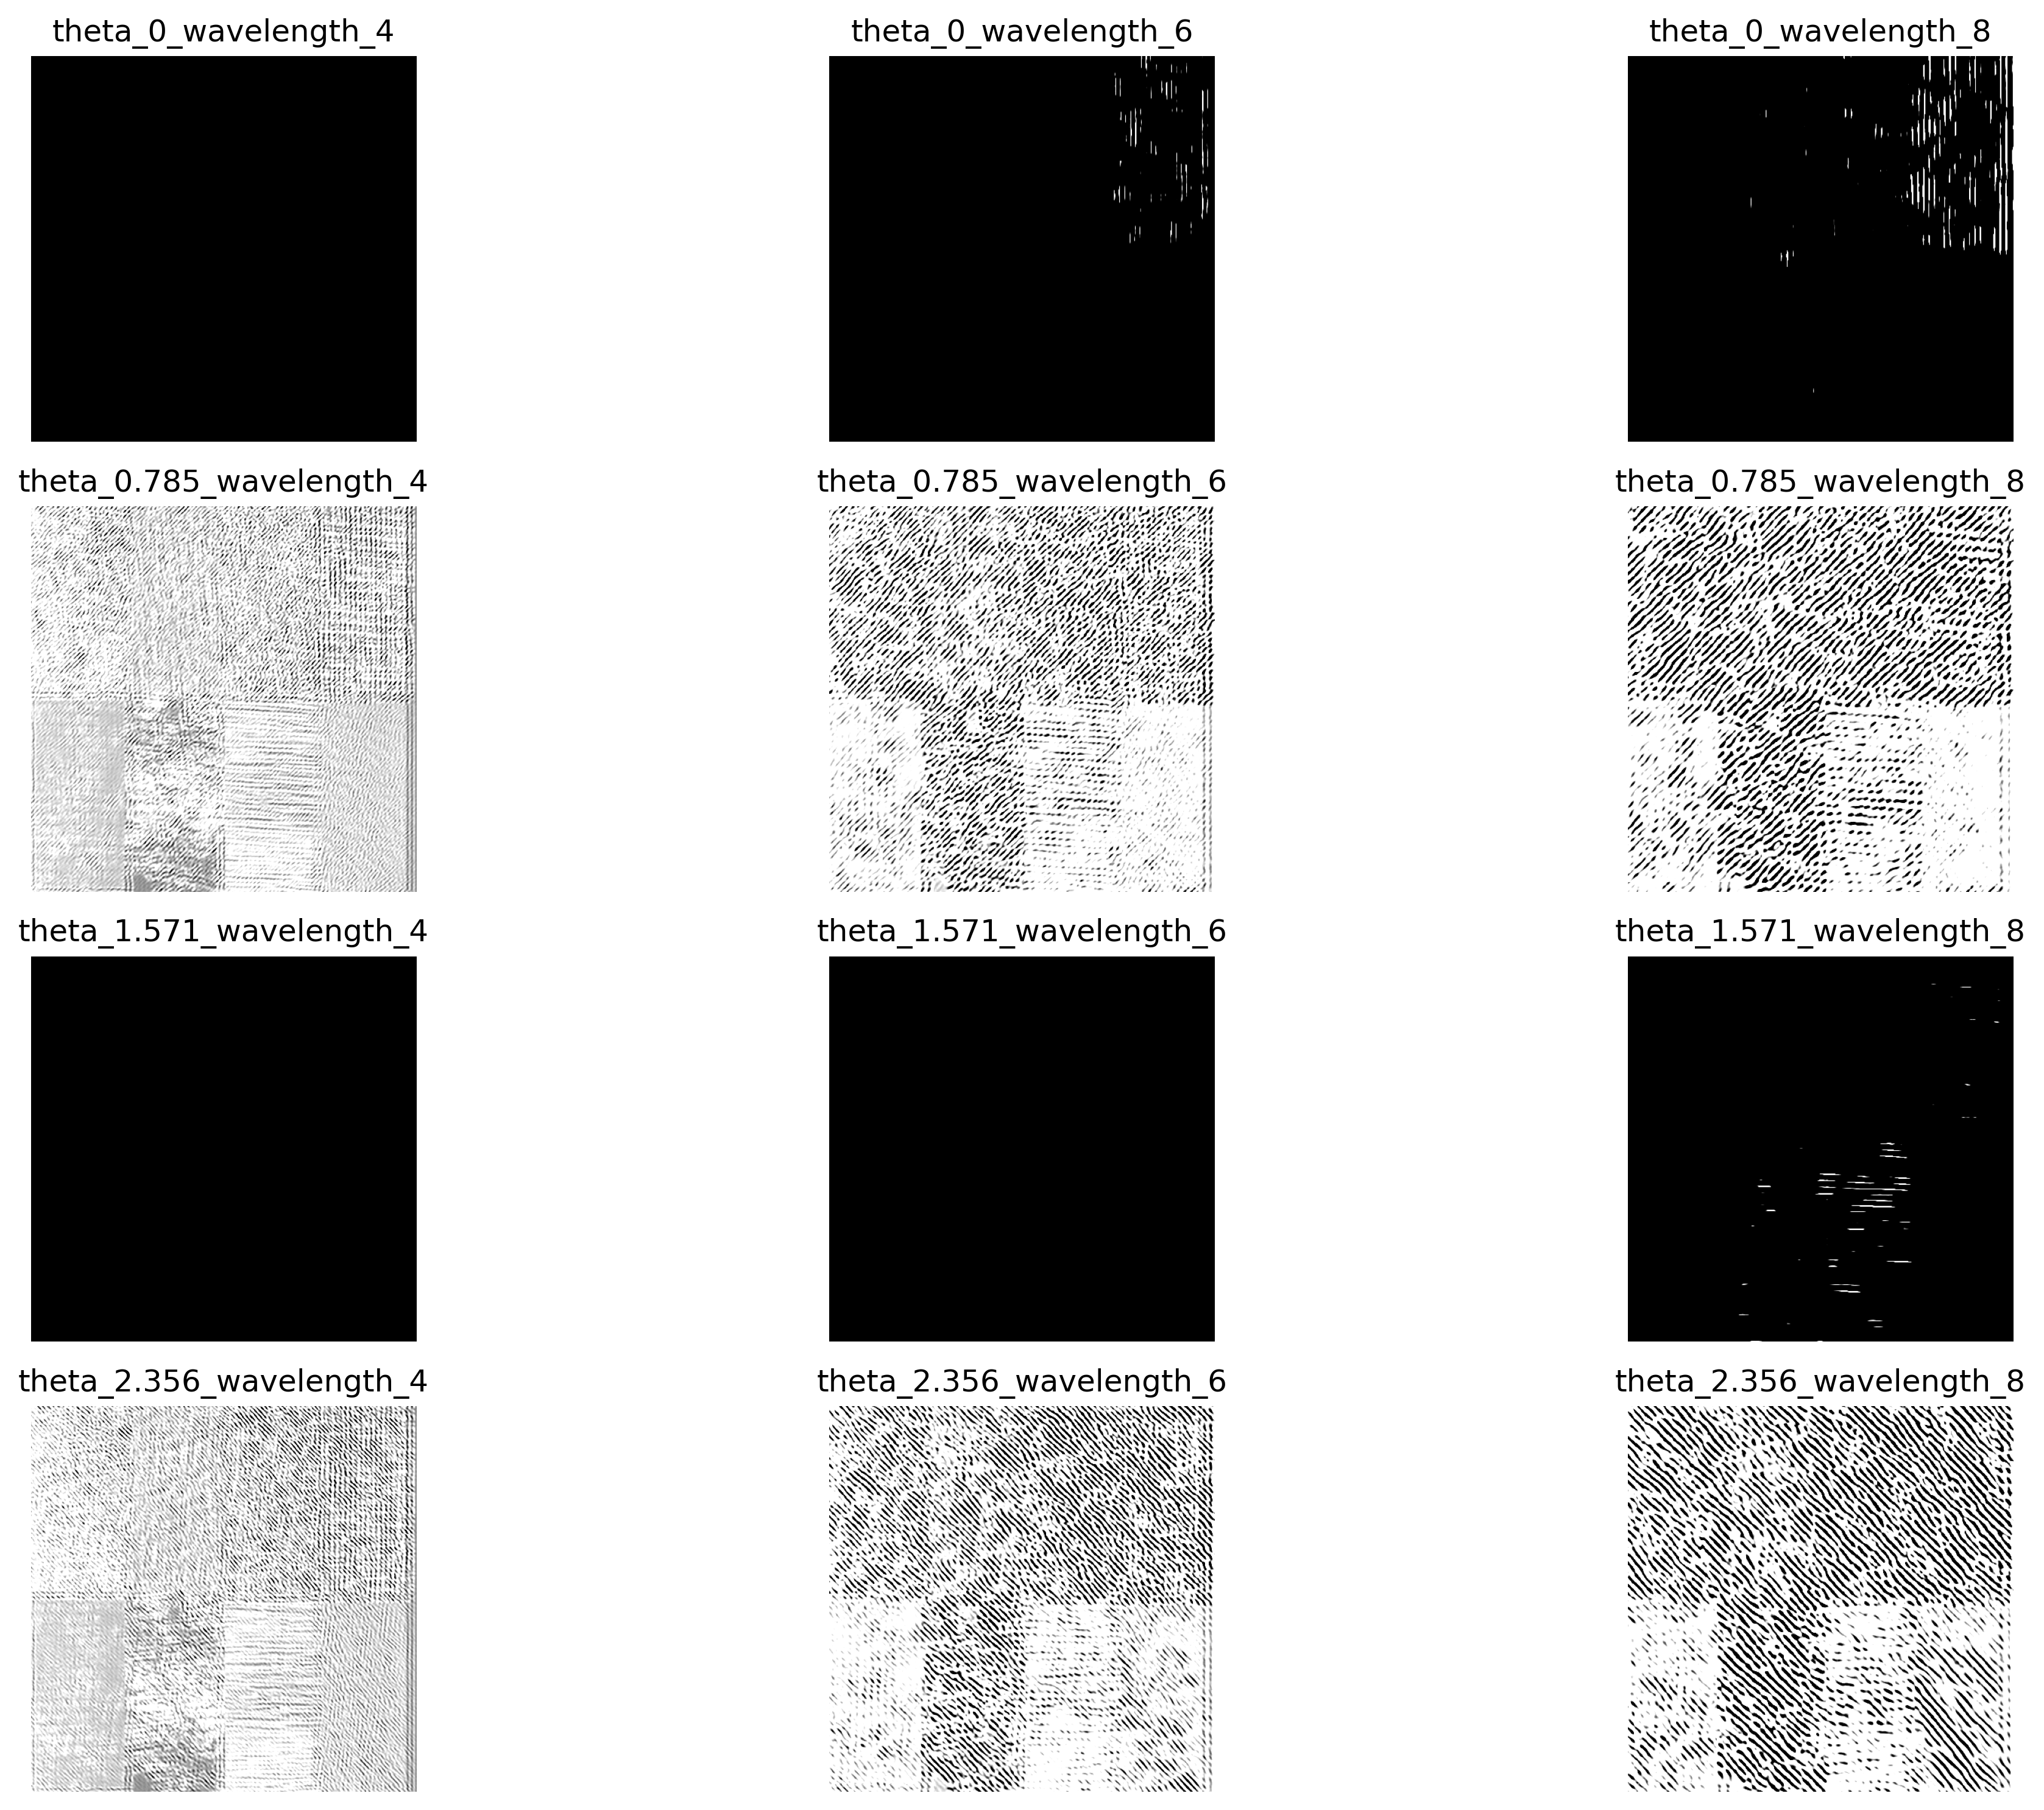 theta_0_wavelength_4
theta_0_wavelength_6
theta_0_wavelength_8
theta_0.785_wavelength_4
theta_0.785_wavelength_6
theta_0.785_wavelength_8
theta_1.571_wavelength_4
theta_1.571_wavelength_6
theta_1.571_wavelength_8
theta_2.356_wavelength_4
theta_2.356_wavelength_6
theta_2.356_wavelength_8